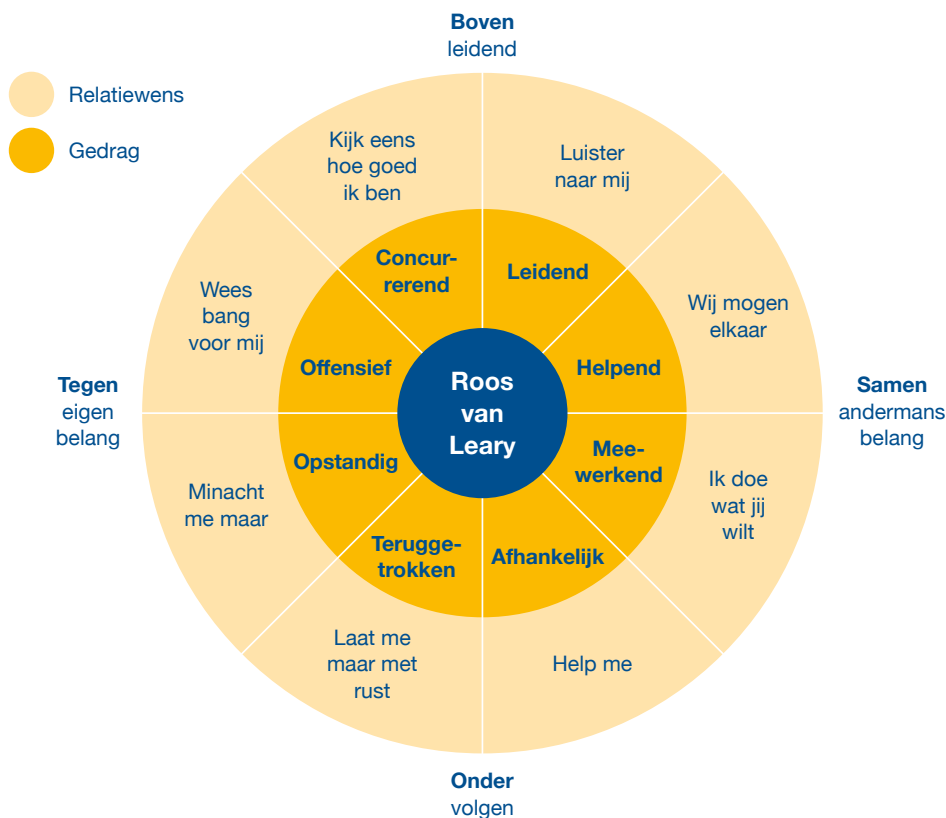 Boven
leidend
Relatiewens
Gedrag
Kijk eens
hoe goed
ik ben
Luister
naar mij
Concur-
rerend
Leidend
Wees
bang
voor mij
Wij mogen
elkaar
Offensief
Helpend
Roos
van
Leary
Tegen
eigen
belang
Samen
andermans
belang
Opstandig
Mee-
werkend
Minacht
me maar
Ik doe
wat jij
wilt
Terugge-
trokken
Afhankelijk
Laat me
maar met
rust
Help me
Onder
volgen